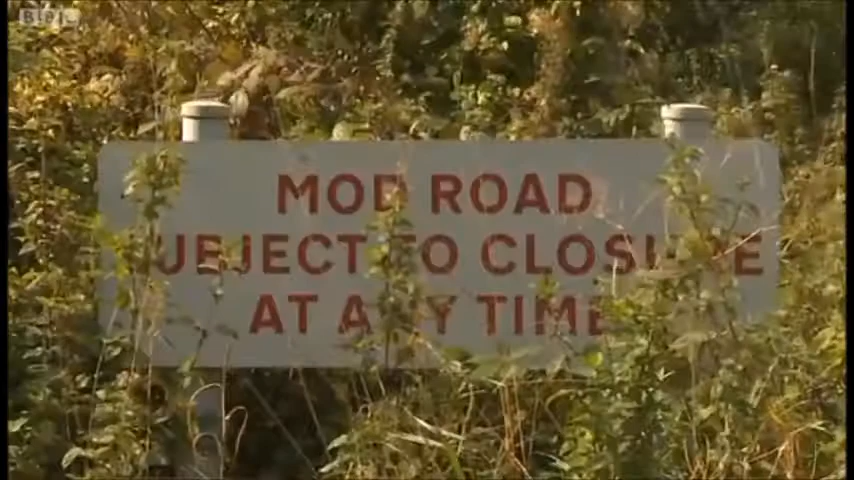 BBC
MOD ROAD
SUBJECT TO CLOSURE
AT ANY TIME